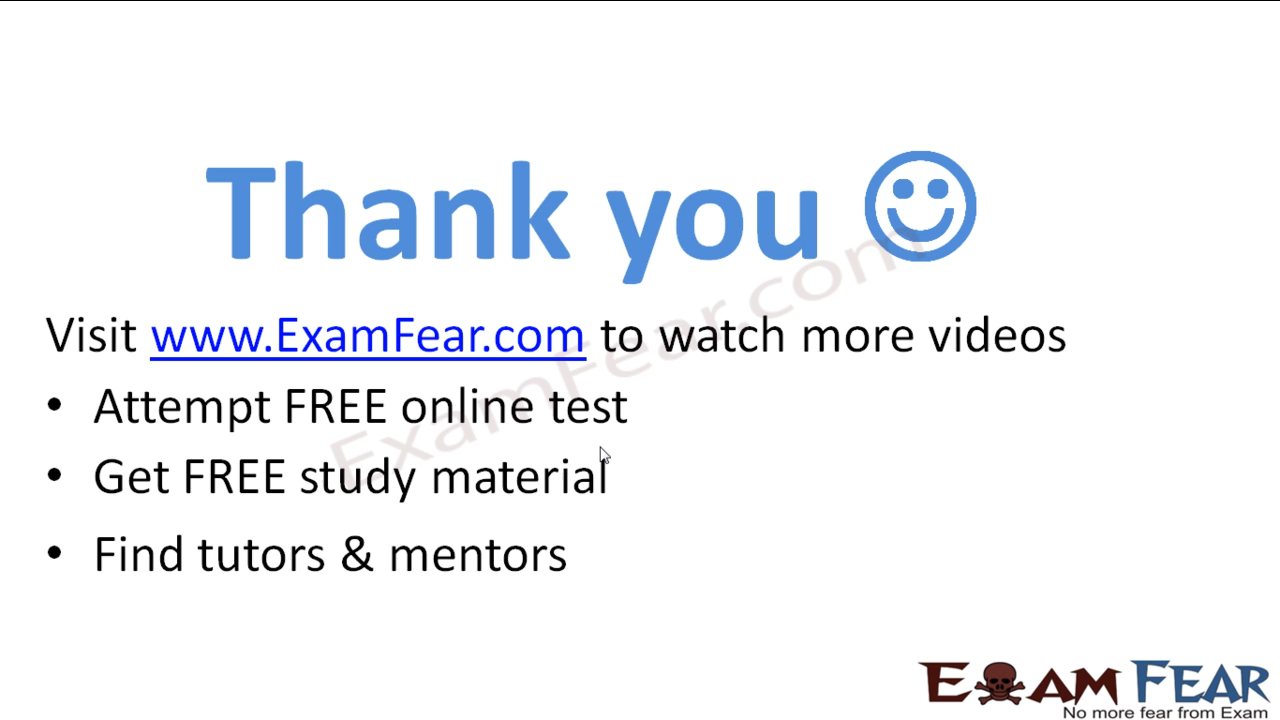 Thank you ☺
Visit www.ExamFear.com to watch more videos
• Attempt FREE online test
• Get FREE study material
• Find tutors & mentors
ExamFear.com
EXAM FEAR
No more fear from Exam